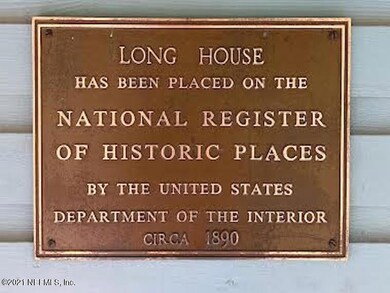 LONG HOUSE
HAS BEEN PLACED ON THE
NATIONAL REGISTER
OF HISTORIC PLACES
BY THE UNITED STATES
DEPARTMENT OF THE INTERIOR
CIRCA 1890
©2021 NEFMLS, Inc.